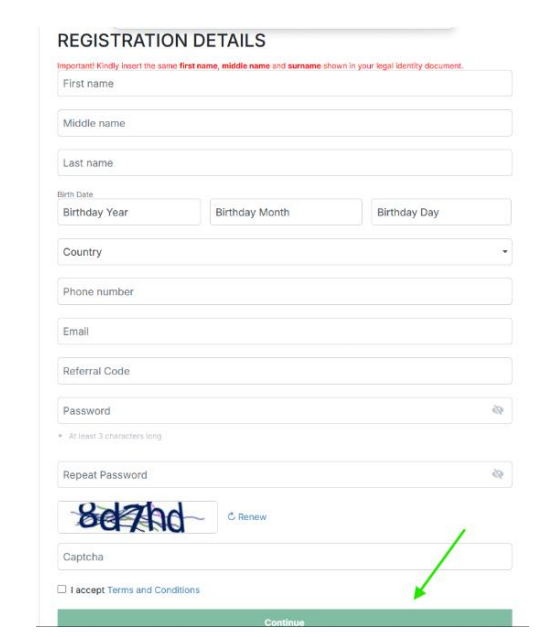 REGISTRATION DETAILS
Important! Kindly insert the same first name, middle name and surname shown in your legal identity document.
First name
Middle name
Last name
Birth Date
Birthday Year Birthday Month Birthday Day
Country
Phone number
Email
Referral Code
Password
At least 3 characters long
Repeat Password
8d7hd Renew
Captcha
I accept Terms and Conditions
Continue